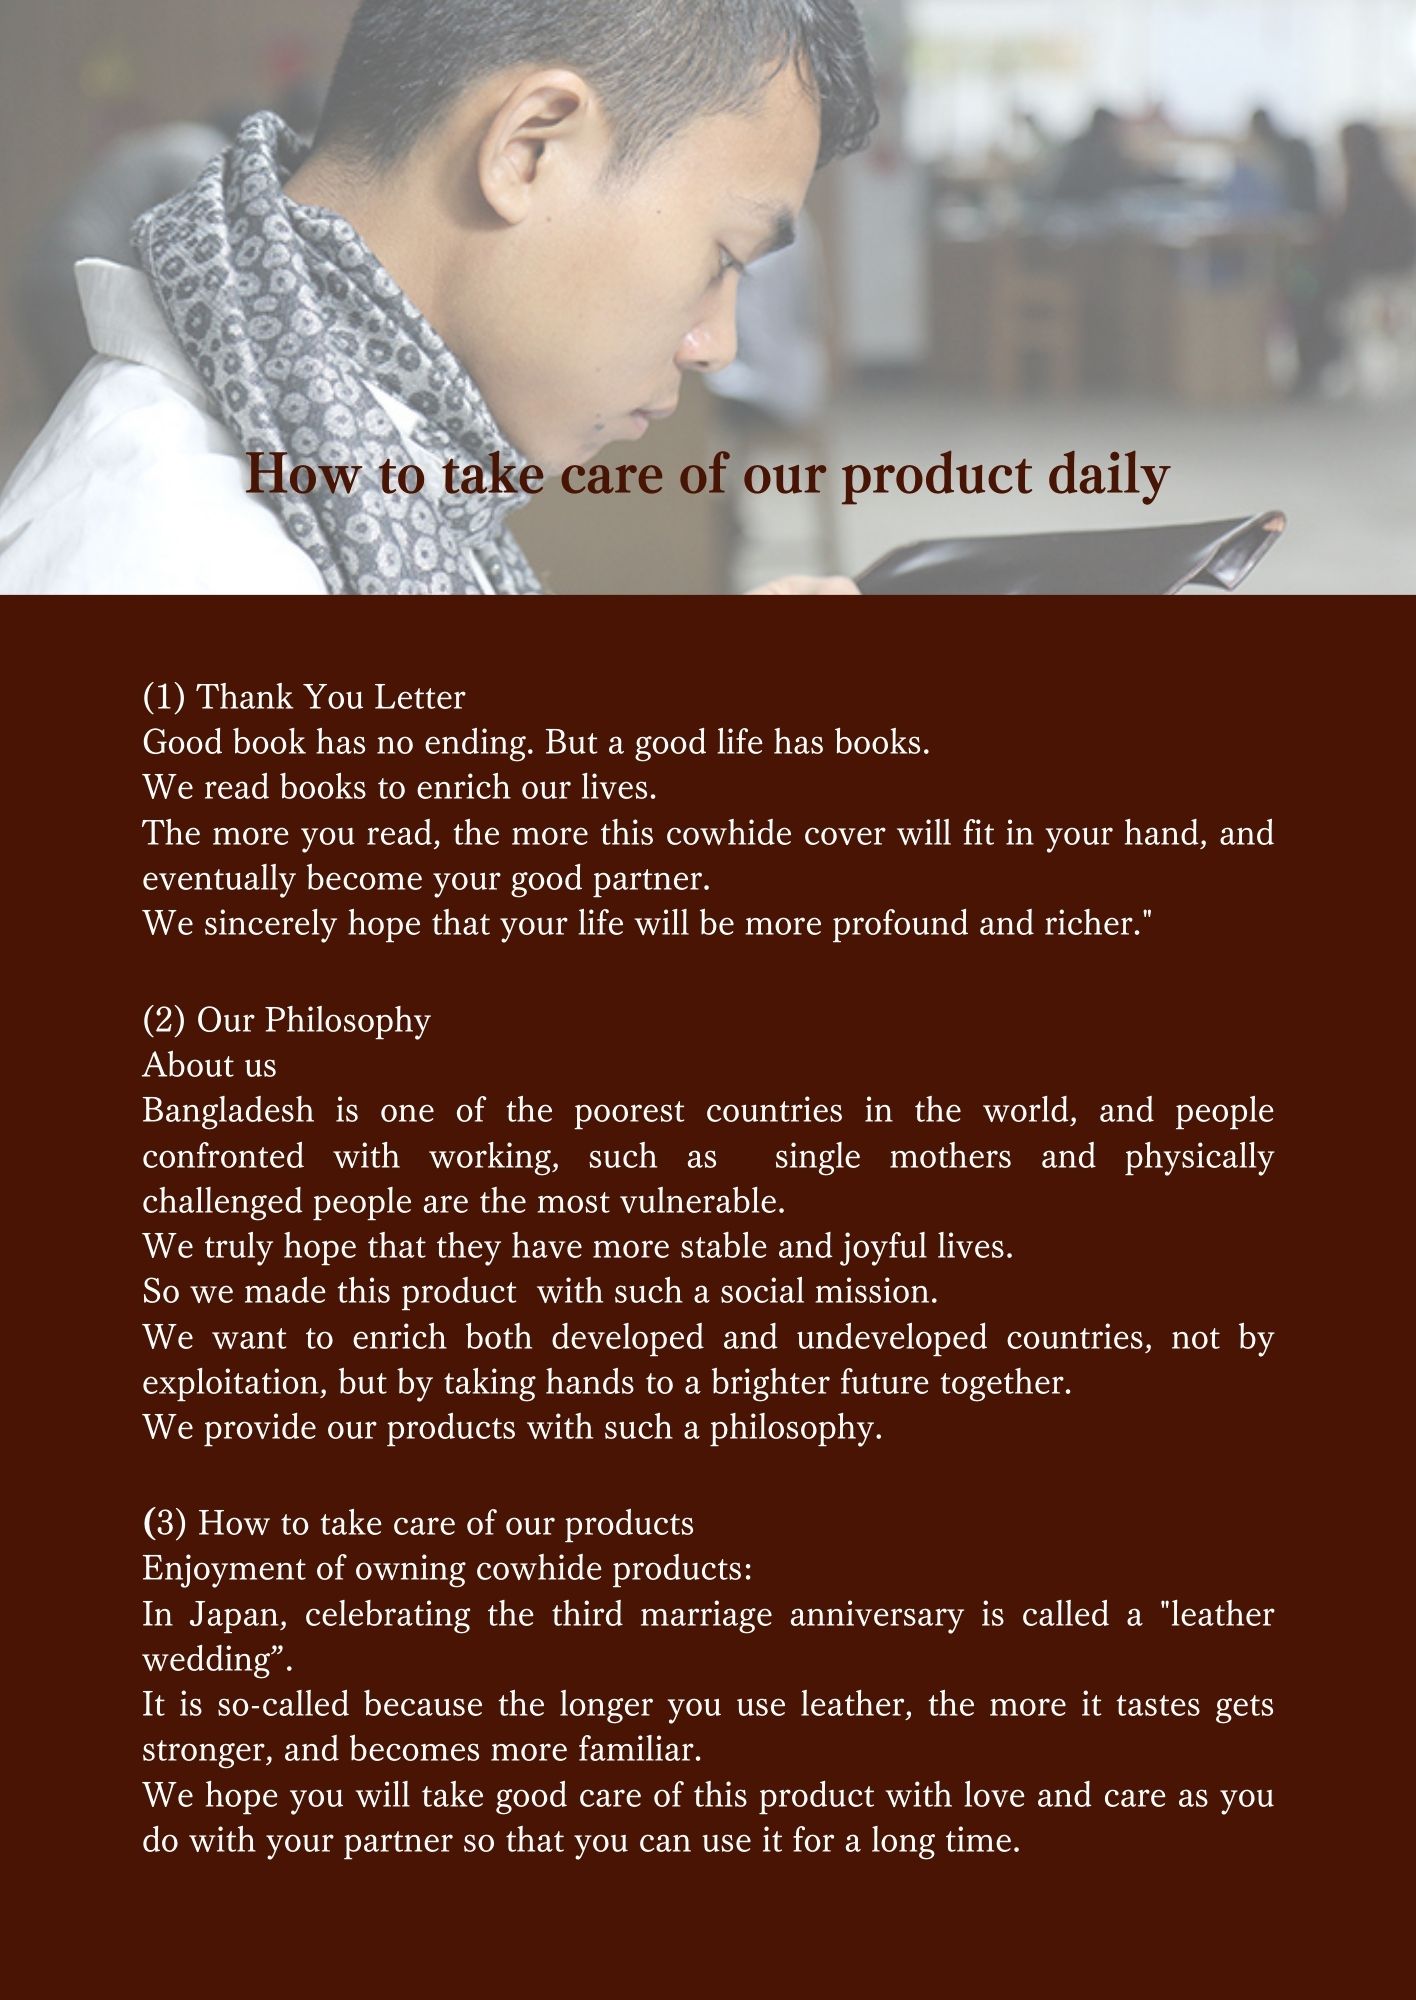 How to take care of our product daily
(1) Thank You Letter
Good book has no ending. But a good life has books.
We read books to enrich our lives.
The more you read, the more this cowhide cover will fit in your hand, and
eventually become your good partner.
We sincerely hope that your life will be more profound and richer."
(2) Our Philosophy
About us
Bangladesh is one of the poorest countries in the world, and people
confronted with working, such as  single mothers and physically
challenged people are the most vulnerable.
We truly hope that they have more stable and joyful lives.
So we made this product  with such a social mission.
We want to enrich both developed and undeveloped countries, not by
exploitation, but by taking hands to a brighter future together.
We provide our products with such a philosophy.
(3) How to take care of our products
Enjoyment of owning cowhide products:
In Japan, celebrating the third marriage anniversary is called a "leather
wedding”.
It is so-called because the longer you use leather, the more it tastes gets
stronger, and becomes more familiar.
We hope you will take good care of this product with love and care as you
do with your partner so that you can use it for a long time.